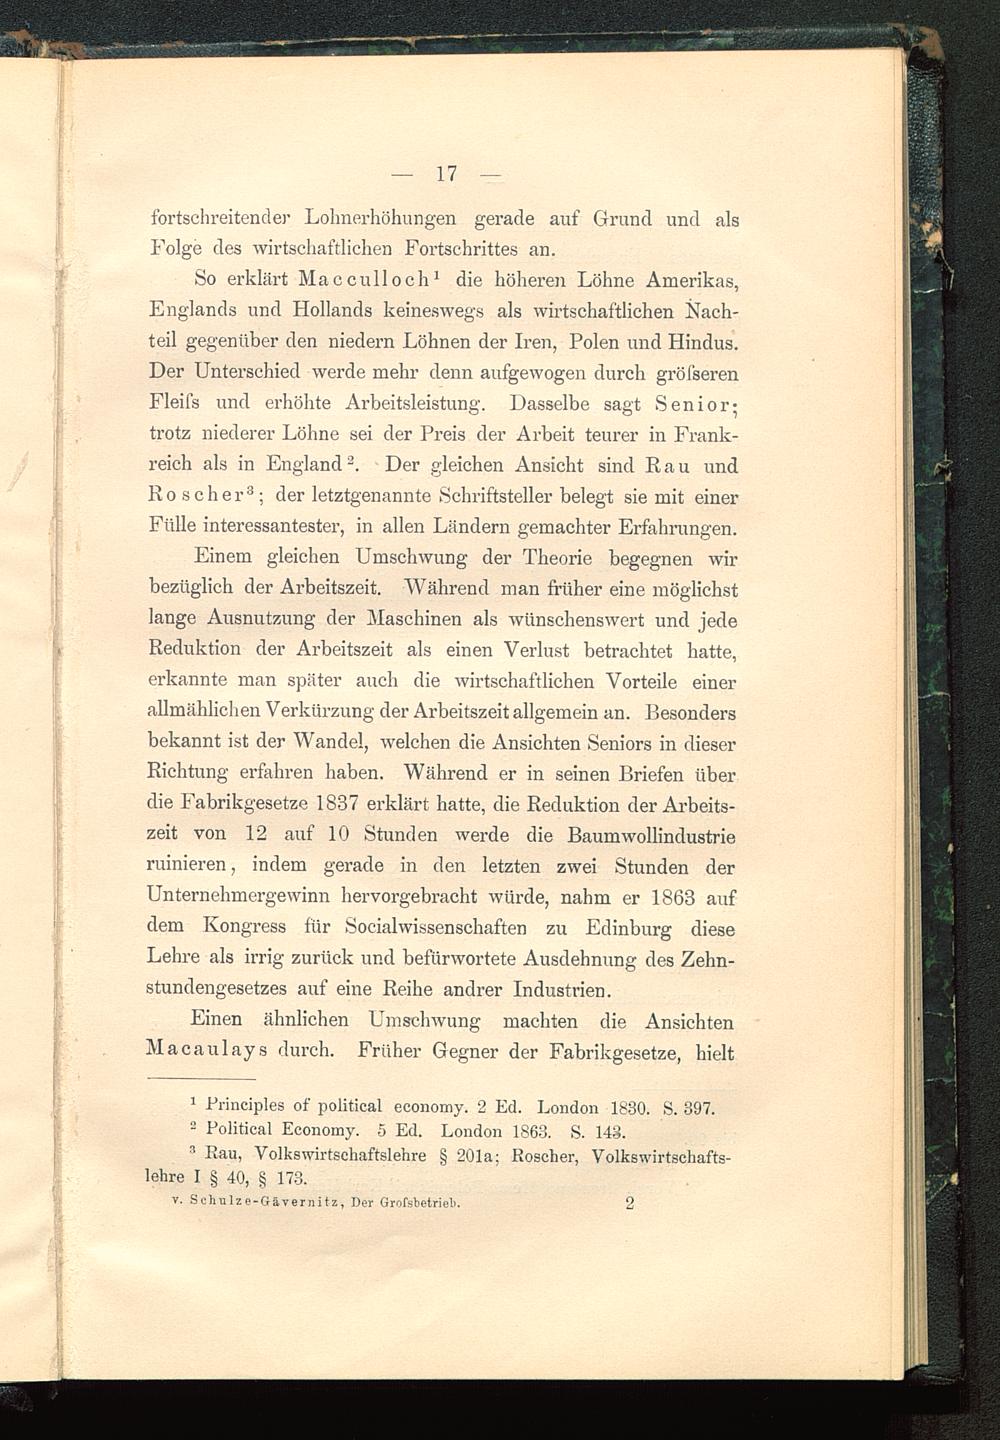 — 17 —
fortschreitender Lohnerhöhungen gerade auf Grund und als
Folge des wirtschaftlichen Fortschrittes an.
So erklärt Macculloch¹ die höheren Löhne Amerikas,
Englands und Hollands keineswegs als wirtschaftlichen Nach-
teil gegenüber den niedern Löhnen der Iren, Polen und Hindus.
Der Unterschied werde mehr denn aufgewogen durch gröſseren
Fleiſs und erhöhte Arbeitsleistung. Dasselbe sagt Senior;
trotz niederer Löhne sei der Preis der Arbeit teurer in Frank-
reich als in England². Der gleichen Ansicht sind Rau und
Roscher³; der letztgenannte Schriftsteller belegt sie mit einer
Fülle interessantester, in allen Ländern gemachter Erfahrungen.
Einem gleichen Umschwung der Theorie begegnen wir
bezüglich der Arbeitszeit. Während man früher eine möglichst
lange Ausnutzung der Maschinen als wünschenswert und jede
Reduktion der Arbeitszeit als einen Verlust betrachtet hatte,
erkannte man später auch die wirtschaftlichen Vorteile einer
allmählichen Verkürzung der Arbeitszeit allgemein an. Besonders
bekannt ist der Wandel, welchen die Ansichten Seniors in dieser
Richtung erfahren haben. Während er in seinen Briefen über
die Fabrikgesetze 1837 erklärt hatte, die Reduktion der Arbeits-
zeit von 12 auf 10 Stunden werde die Baumwollindustrie
ruinieren, indem gerade in den letzten zwei Stunden der
Unternehmergewinn hervorgebracht würde, nahm er 1863 auf
dem Kongress für Socialwissenschaften zu Edinburg diese
Lehre als irrig zurück und befürwortete Ausdehnung des Zehn-
stundengesetzes auf eine Reihe andrer Industrien.
Einen ähnlichen Umschwung machten die Ansichten
Macaulays durch. Früher Gegner der Fabrikgesetze, hielt
¹ Principles of political economy. 2 Ed. London 1830. S. 397.
² Political Economy. 5 Ed. London 1863. S. 143.
³ Rau, Volkswirtschaftslehre § 201a; Roscher, Volkswirtschafts-
lehre I § 40, § 173.
v. Schulze-Gävernitz, Der Groſsbetrieb. 2